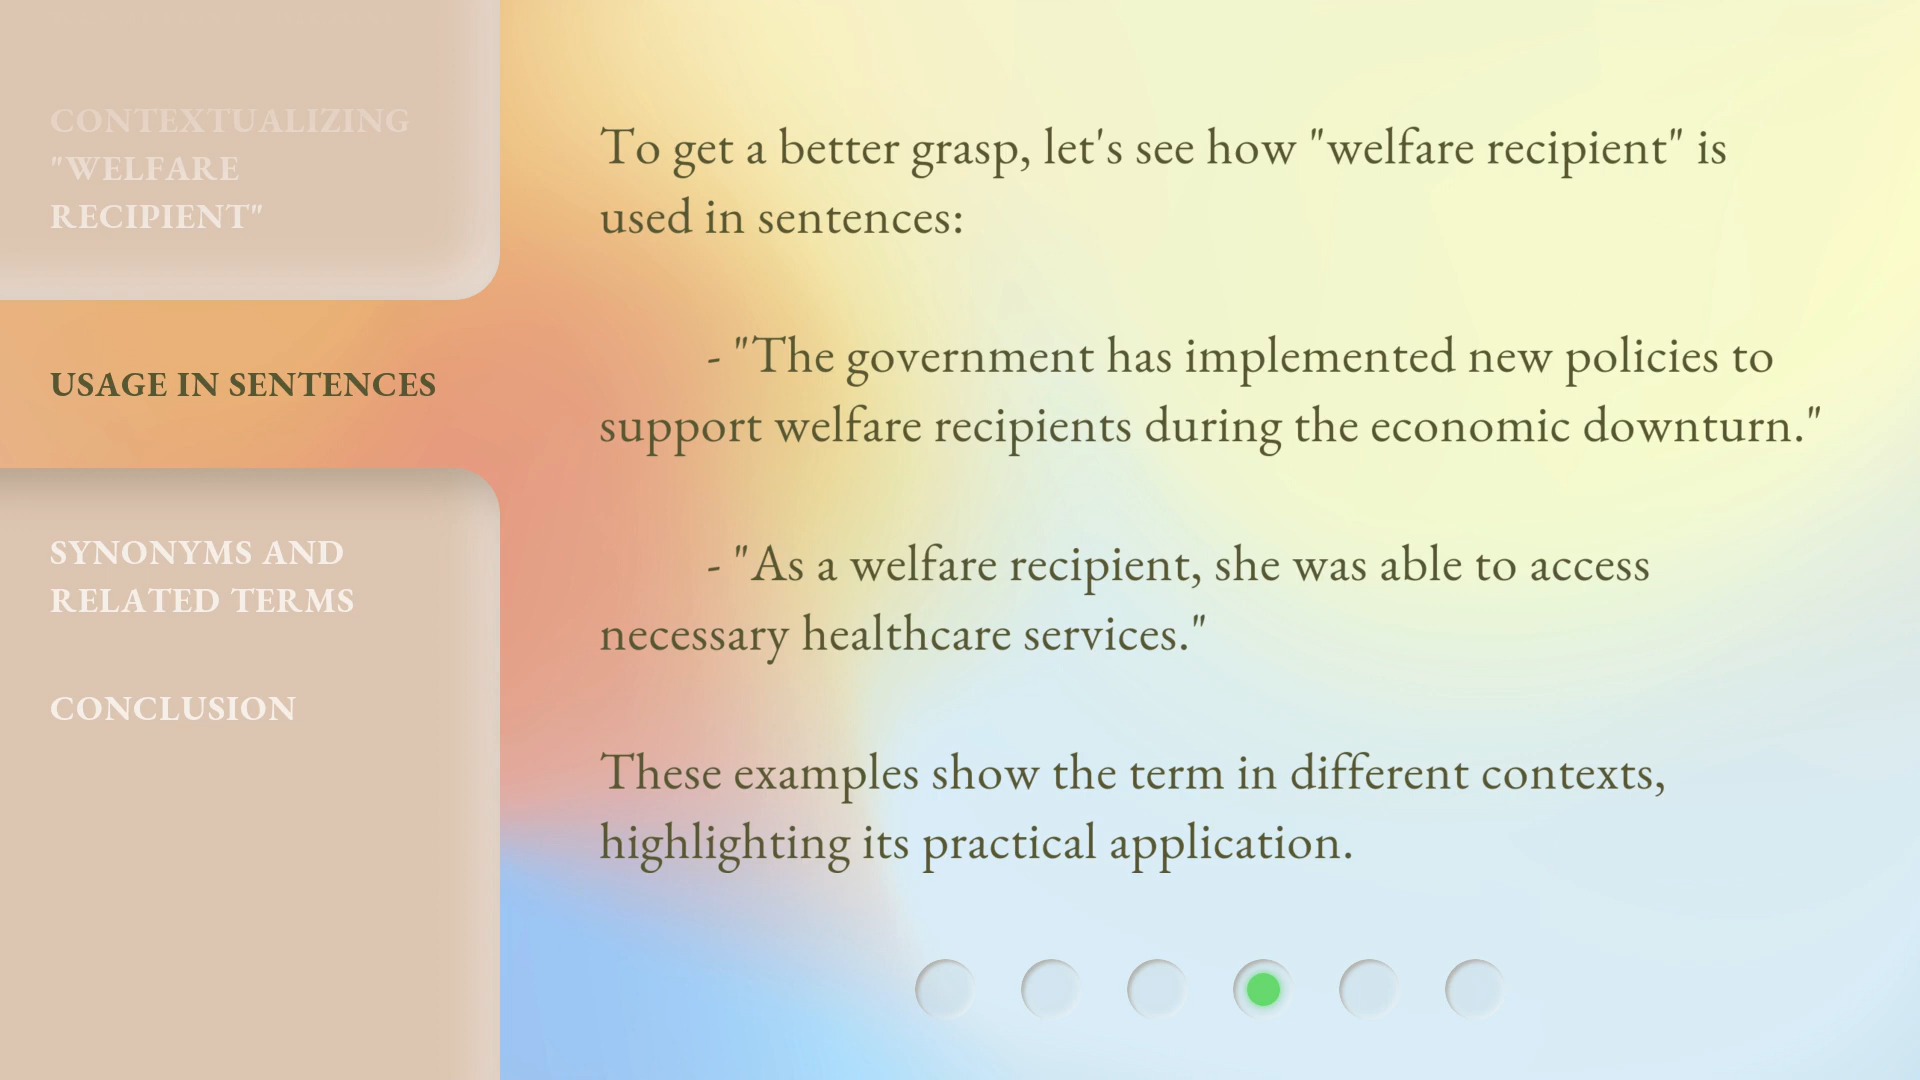 CONTEXTUALIZING
"WELFARE
RECIPIENT"
USAGE IN SENTENCES
SYNONYMS AND
RELATED TERMS
CONCLUSION
To get a better grasp, let's see how "welfare recipient" is
used in sentences:
- "The government has implemented new policies to
support welfare recipients during the economic downturn."
- "As a welfare recipient, she was able to access
necessary healthcare services."
These examples show the term in different contexts,
highlighting its practical application.